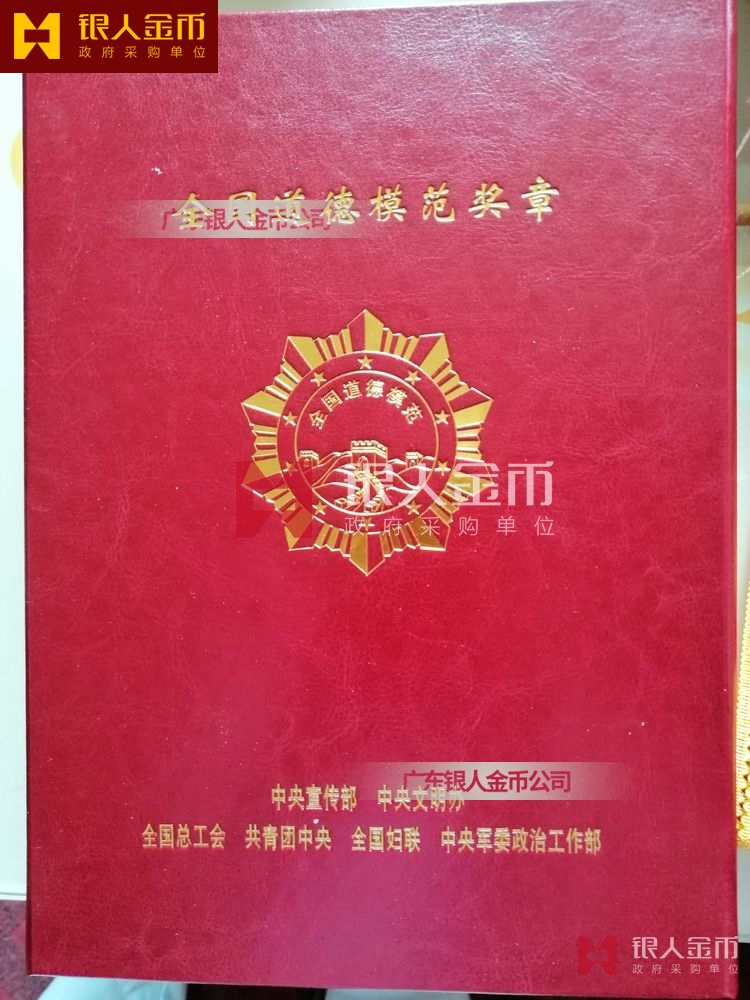 银人金币
政府采购单位
全国道德模范奖章
广东银人金币公司
全国道德模范
银人金币
政府采购单位
广东银人金币公司
中央宣传部 中央文明办
全国总工会 共青团中央 全国妇联 中央军委政治工作部
银人金币
政府采购单位